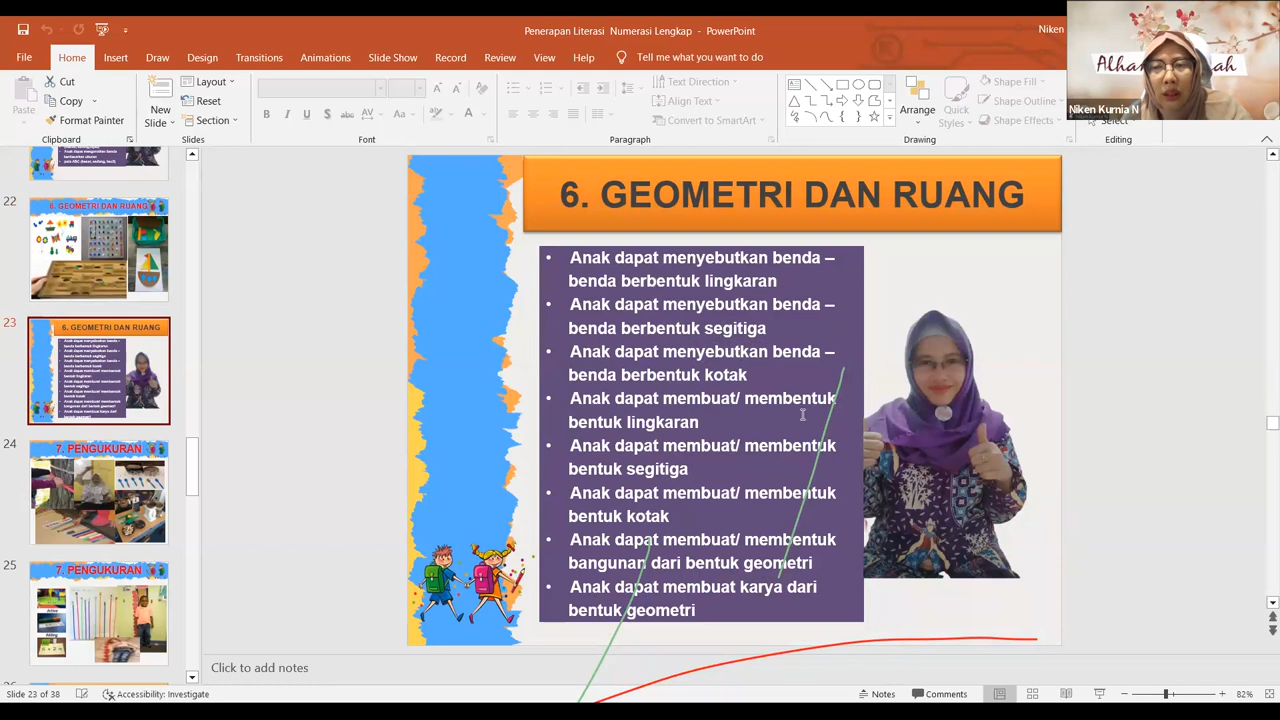 Penerapan Literasi Numerasi Lengkap - PowerPoint
Niken
File Home Insert Draw Design Transitions Animations Slide Show Record Review View Help Tell me what you want to do
Niken Kurnia N
Paste
Cut
Copy
Format Painter
Clipboard
New Slide
Layout
Reset
Section
Slides
Font
Text Direction
Align Text
Convert to SmartArt
Paragraph
Arrange
Quick Styles
Shape Fill
Shape Outline
Shape Effects
Drawing
Select
Editing
22
6. GEOMETRI DAN RUANG
23
6. GEOMETRI DAN RUANG
24
7. PENGUKURAN
25
7. PENGUKURAN
6. GEOMETRI DAN RUANG
• Anak dapat menyebutkan benda –
benda berbentuk lingkaran
• Anak dapat menyebutkan benda –
benda berbentuk segitiga
• Anak dapat menyebutkan benda –
benda berbentuk kotak
• Anak dapat membuat/ membentuk
bentuk lingkaran
• Anak dapat membuat/ membentuk
bentuk segitiga
• Anak dapat membuat/ membentuk
bentuk kotak
• Anak dapat membuat/ membentuk
bangunan dari bentuk geometri
• Anak dapat membuat karya dari
bentuk geometri
Click to add notes
Slide 23 of 38 Accessibility: Investigate Notes Comments 82%